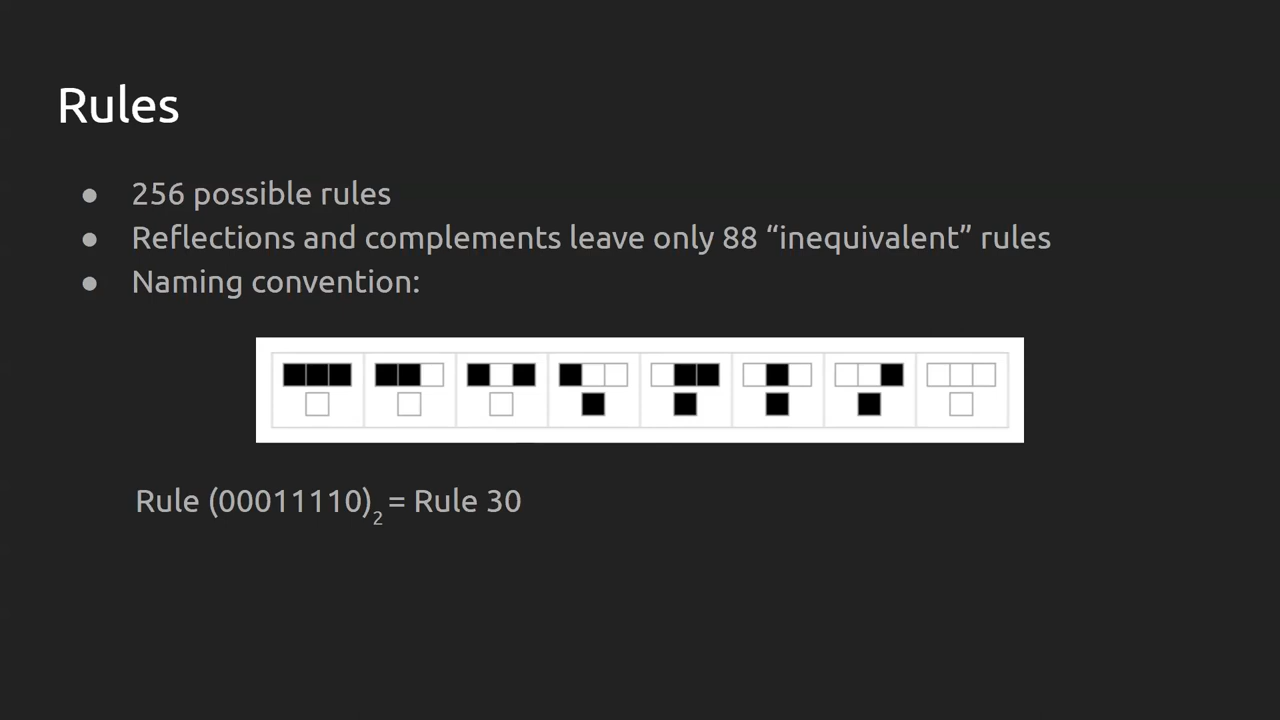 Rules
● 256 possible rules
● Reflections and complements leave only 88 “inequivalent” rules
● Naming convention:
Rule (00011110)₂ = Rule 30